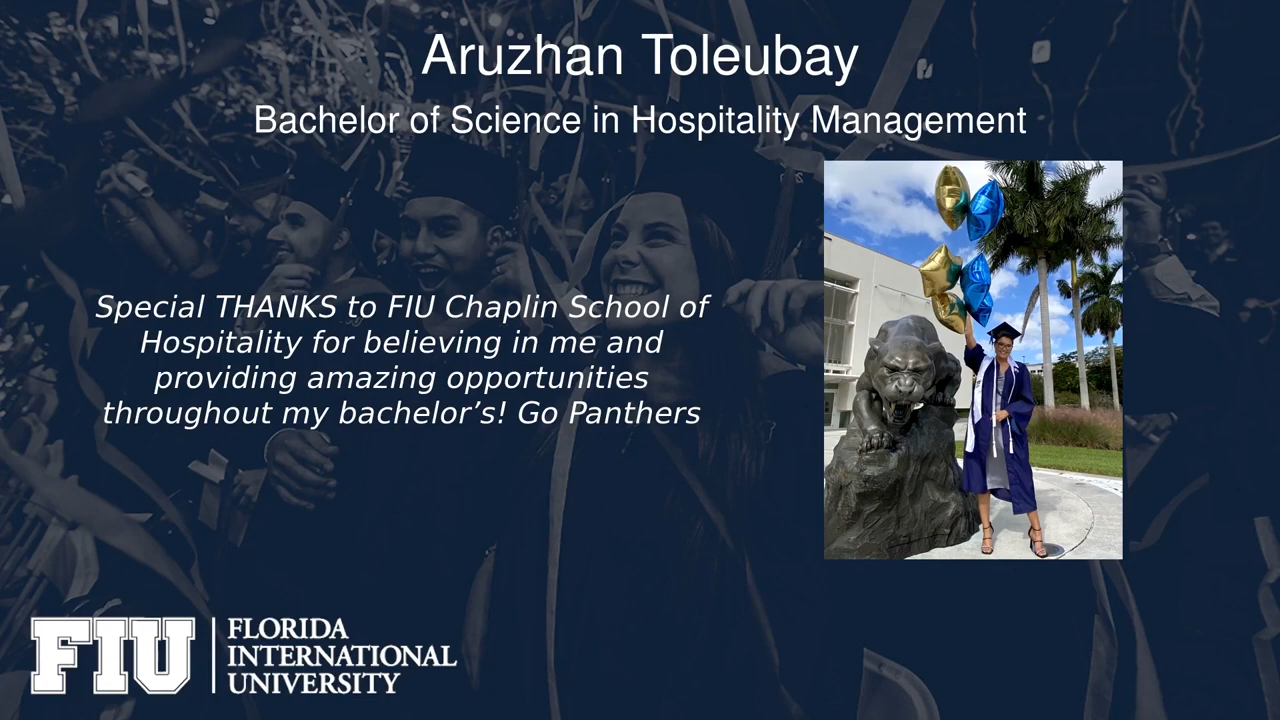 Aruzhan Toleubay
Bachelor of Science in Hospitality Management
Special THANKS to FIU Chaplin School of
Hospitality for believing in me and
providing amazing opportunities
throughout my bachelor’s! Go Panthers
FIU
FLORIDA
INTERNATIONAL
UNIVERSITY